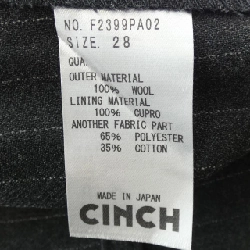 NO. F2399PA02
SIZE. 28
QUA.
OUTER MATERIAL
100% WOOL
LINING MATERIAL
100% CUPRO
ANOTHER FABRIC PART
65% POLYESTER
35% COTTON
MADE IN JAPAN
CINCH